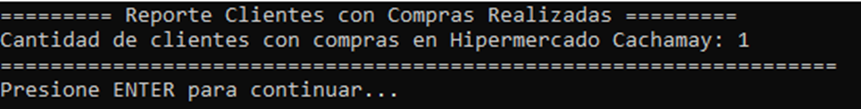 ========= Reporte Clientes con Compras Realizadas =========
Cantidad de clientes con compras en Hipermercado Cachamay: 1
===================================================================
Presione ENTER para continuar...